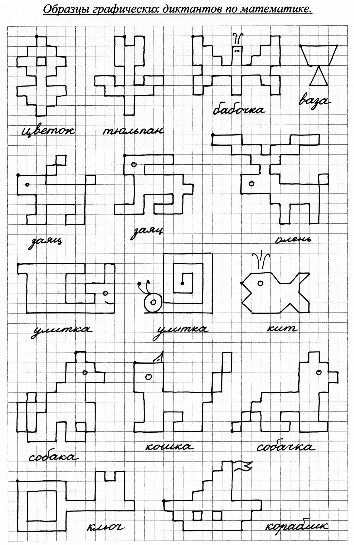 Образцы графических диктантов по математике.
цветок тюльпан бабочка ваза
заяц заяц олень
улитка улитка кит
собака кошка собачка
ключ кораблик